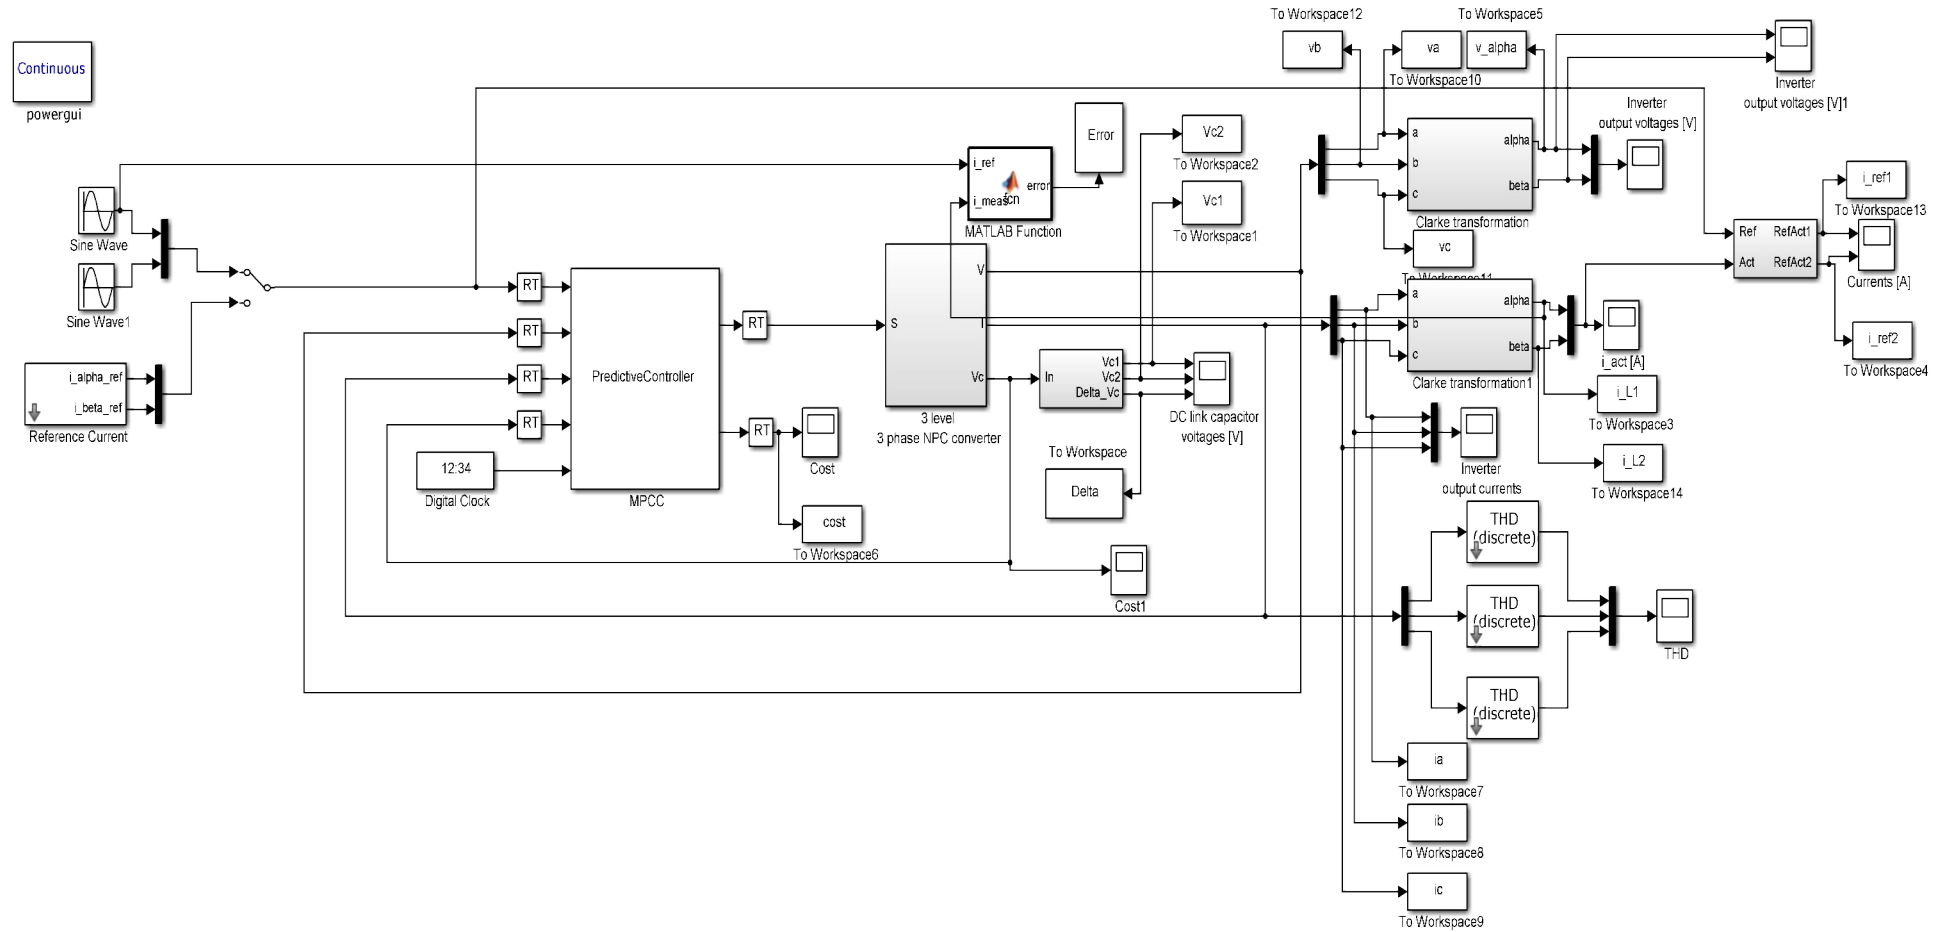 Continuous
powergui
Sine Wave
Sine Wave1
i_alpha_ref
i_beta_ref
Reference Current
RT
RT
RT
RT
12:34
Digital Clock
PredictiveController
MPCC
RT
RT
Cost
cost
To Workspace6
i_ref
i_meas
fcn
error
MATLAB Function
Error
S
V
I
Vc
3 level
3 phase NPC converter
Vc2
To Workspace2
Vc1
To Workspace1
In
Vc1
Vc2
Delta_Vc
DC link capacitor
voltages [V]
To Workspace
Delta
Cost1
To Workspace12
vb
va
To Workspace10
To Workspace5
v_alpha
a
b
c
alpha
beta
Clarke transformation
vc
To Workspace11
Inverter
output voltages [V]
Inverter
output voltages [V]1
a
b
c
alpha
beta
Clarke transformation1
i_act [A]
Ref
Act
RefAct1
RefAct2
i_ref1
To Workspace13
Currents [A]
i_ref2
To Workspace4
i_L1
To Workspace3
i_L2
To Workspace14
Inverter
output currents
THD
(discrete)
THD
(discrete)
THD
(discrete)
THD
ia
To Workspace7
ib
To Workspace8
ic
To Workspace9